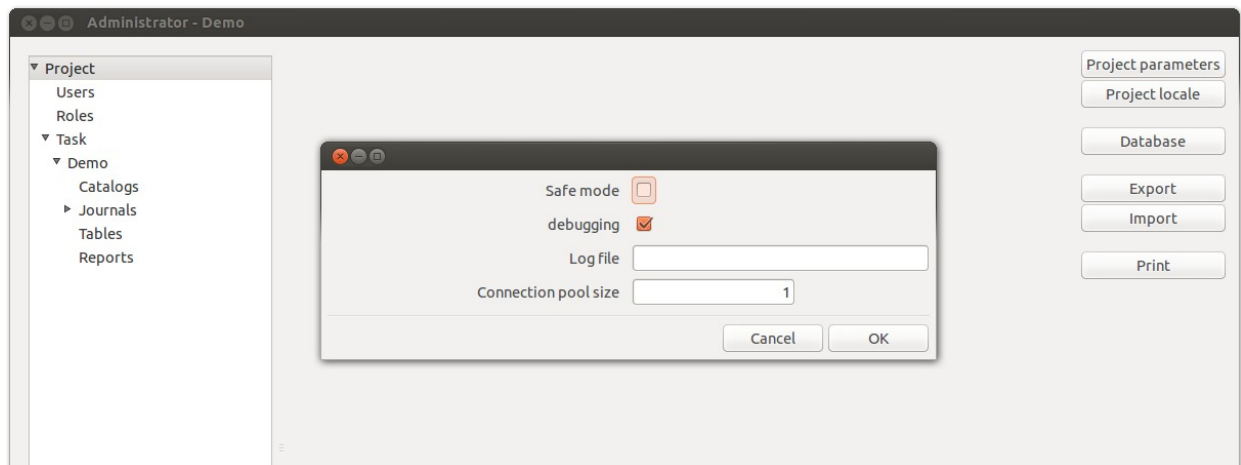 Administrator - Demo
Project
Users
Roles
Task
Demo
Catalogs
Journals
Tables
Reports
Safe mode
debugging
Log file
Connection pool size 1
Cancel OK
Project parameters
Project locale
Database
Export
Import
Print